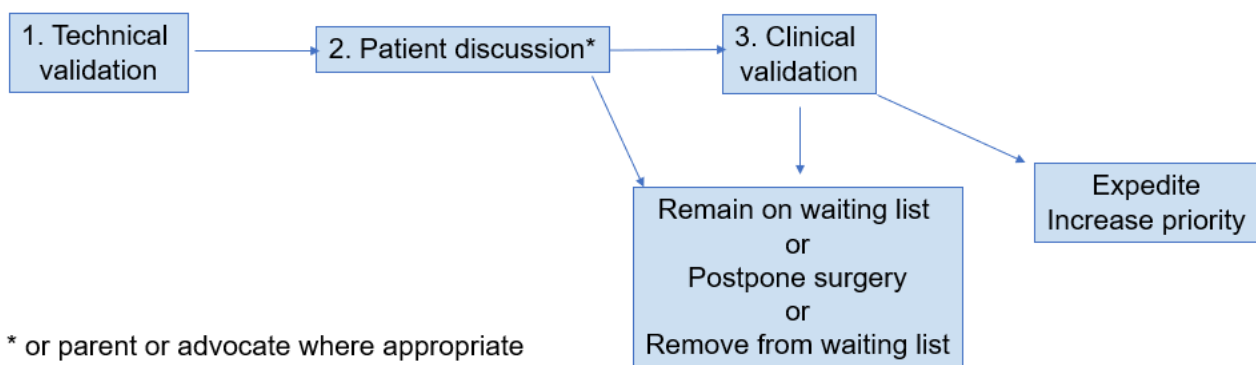 1. Technical
validation
2. Patient discussion*
3. Clinical
validation
Expedite
Increase priority
Remain on waiting list
or
Postpone surgery
or
Remove from waiting list
* or parent or advocate where appropriate